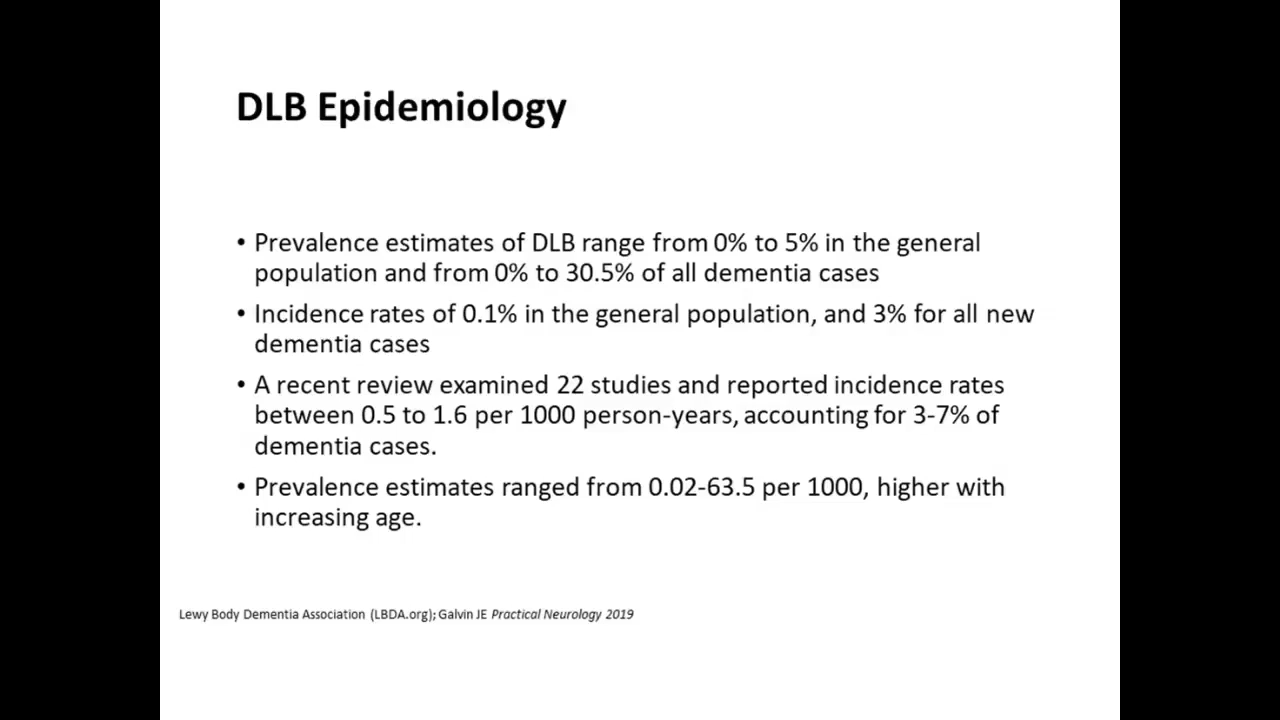 DLB Epidemiology
• Prevalence estimates of DLB range from 0% to 5% in the general
population and from 0% to 30.5% of all dementia cases
• Incidence rates of 0.1% in the general population, and 3% for all new
dementia cases
• A recent review examined 22 studies and reported incidence rates
between 0.5 to 1.6 per 1000 person-years, accounting for 3-7% of
dementia cases.
• Prevalence estimates ranged from 0.02-63.5 per 1000, higher with
increasing age.
Lewy Body Dementia Association (LBDA.org); Galvin JE Practical Neurology 2019